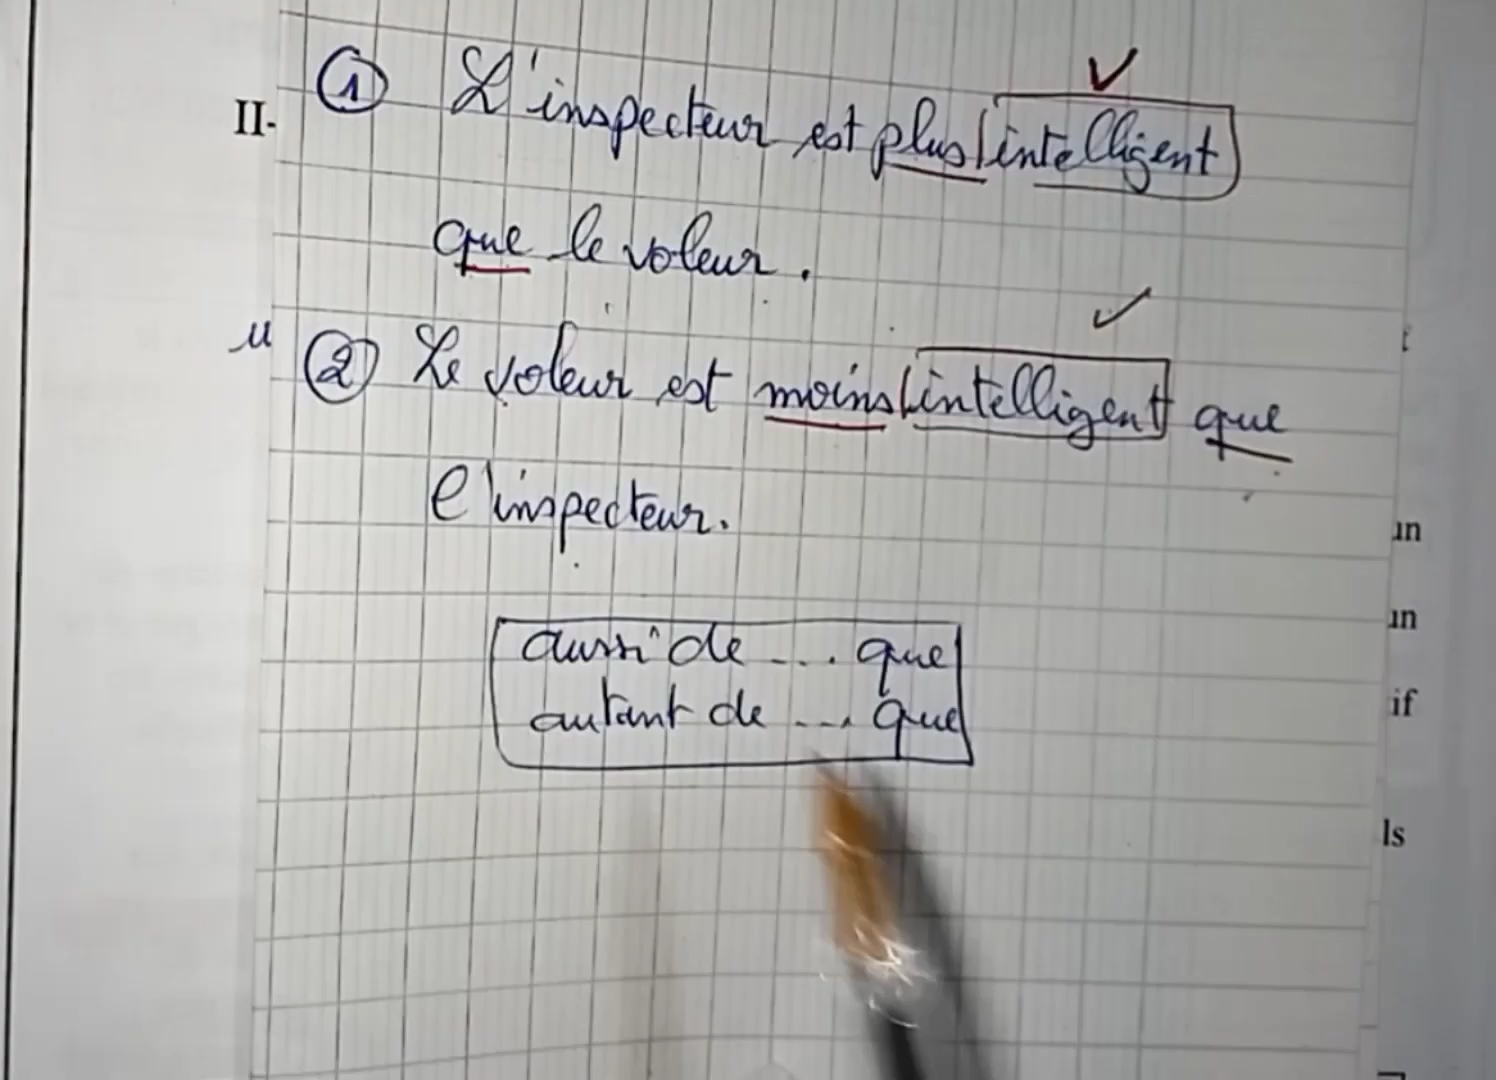 II- ① L'inspecteur est plus intelligent
que le voleur.
② Le voleur est moins intelligent que
l'inspecteur.
aussi de ... que
autant de ... que
un
un
if
ls